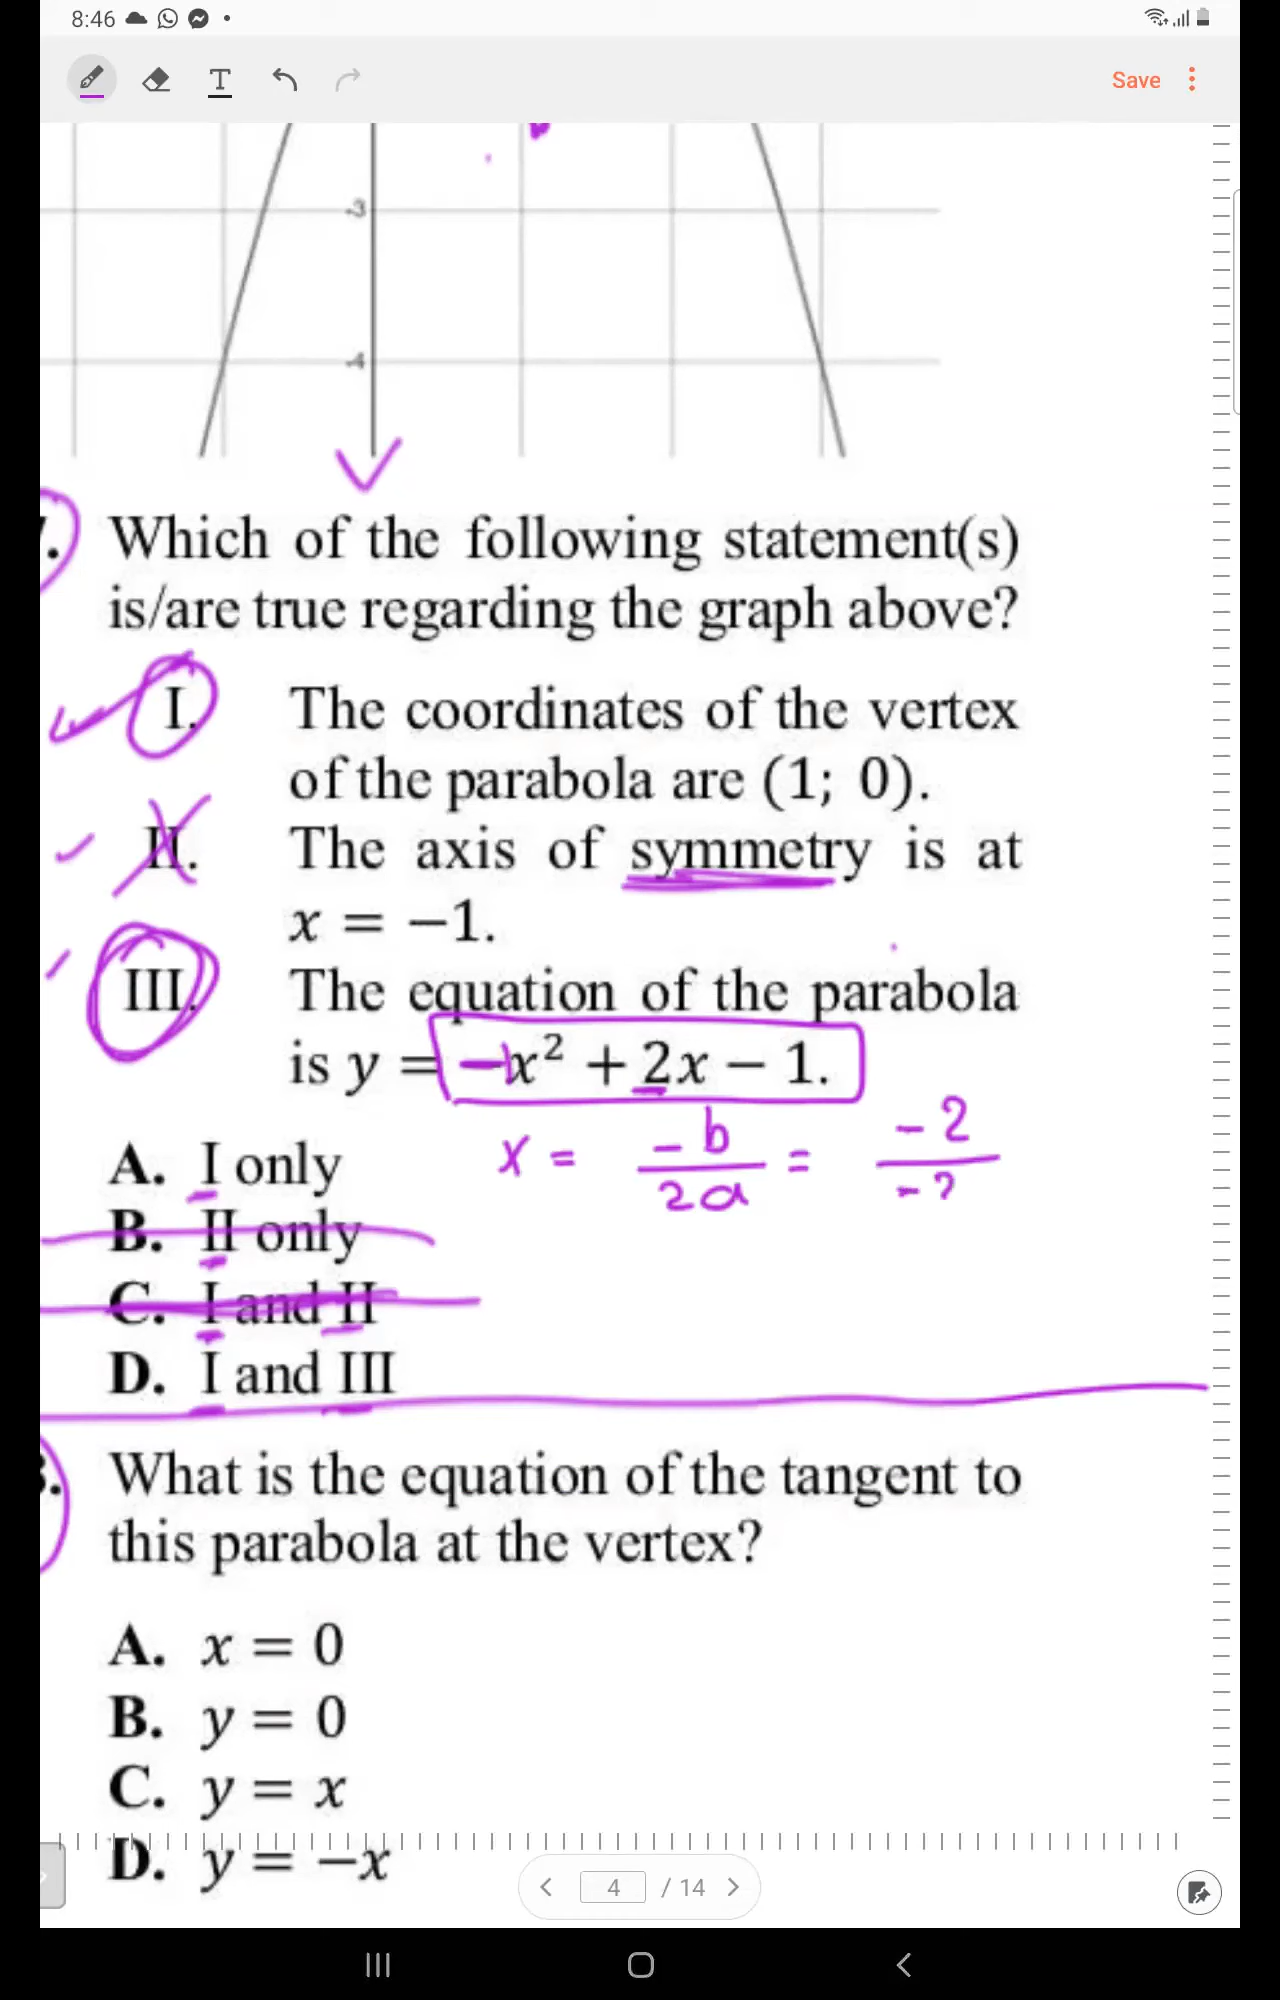 8:46
T
Save
-3
-4
Which of the following statement(s)
is/are true regarding the graph above?
I. The coordinates of the vertex
of the parabola are (1; 0).
II. The axis of symmetry is at
x = −1.
III. The equation of the parabola
is y = −x² + 2x − 1.
x = -b/2a = -2/-2
A. I only
B. II only
C. I and II
D. I and III
What is the equation of the tangent to
this parabola at the vertex?
A. x = 0
B. y = 0
C. y = x
D. y = −x
4 / 14